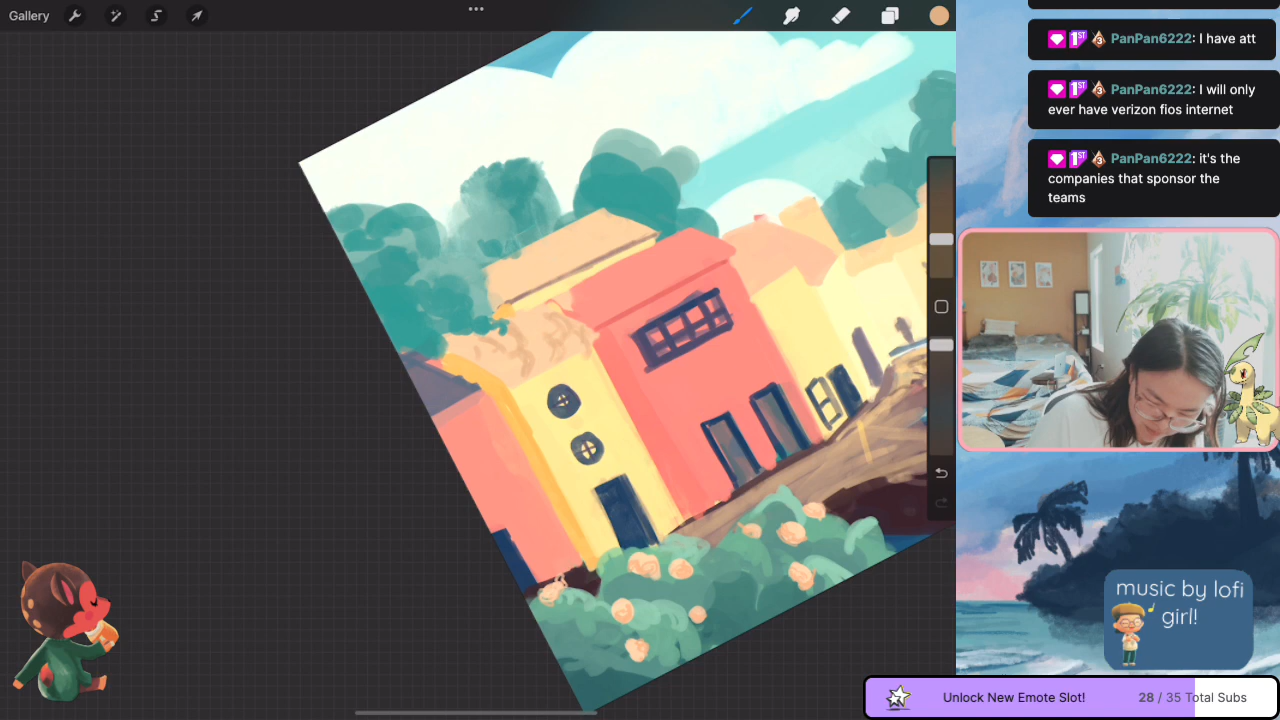 Gallery
PanPan6222: I have att
PanPan6222: I will only
ever have verizon fios internet
PanPan6222: it's the
companies that sponsor the
teams
music by lofi
girl!
Unlock New Emote Slot!
28 / 35 Total Subs